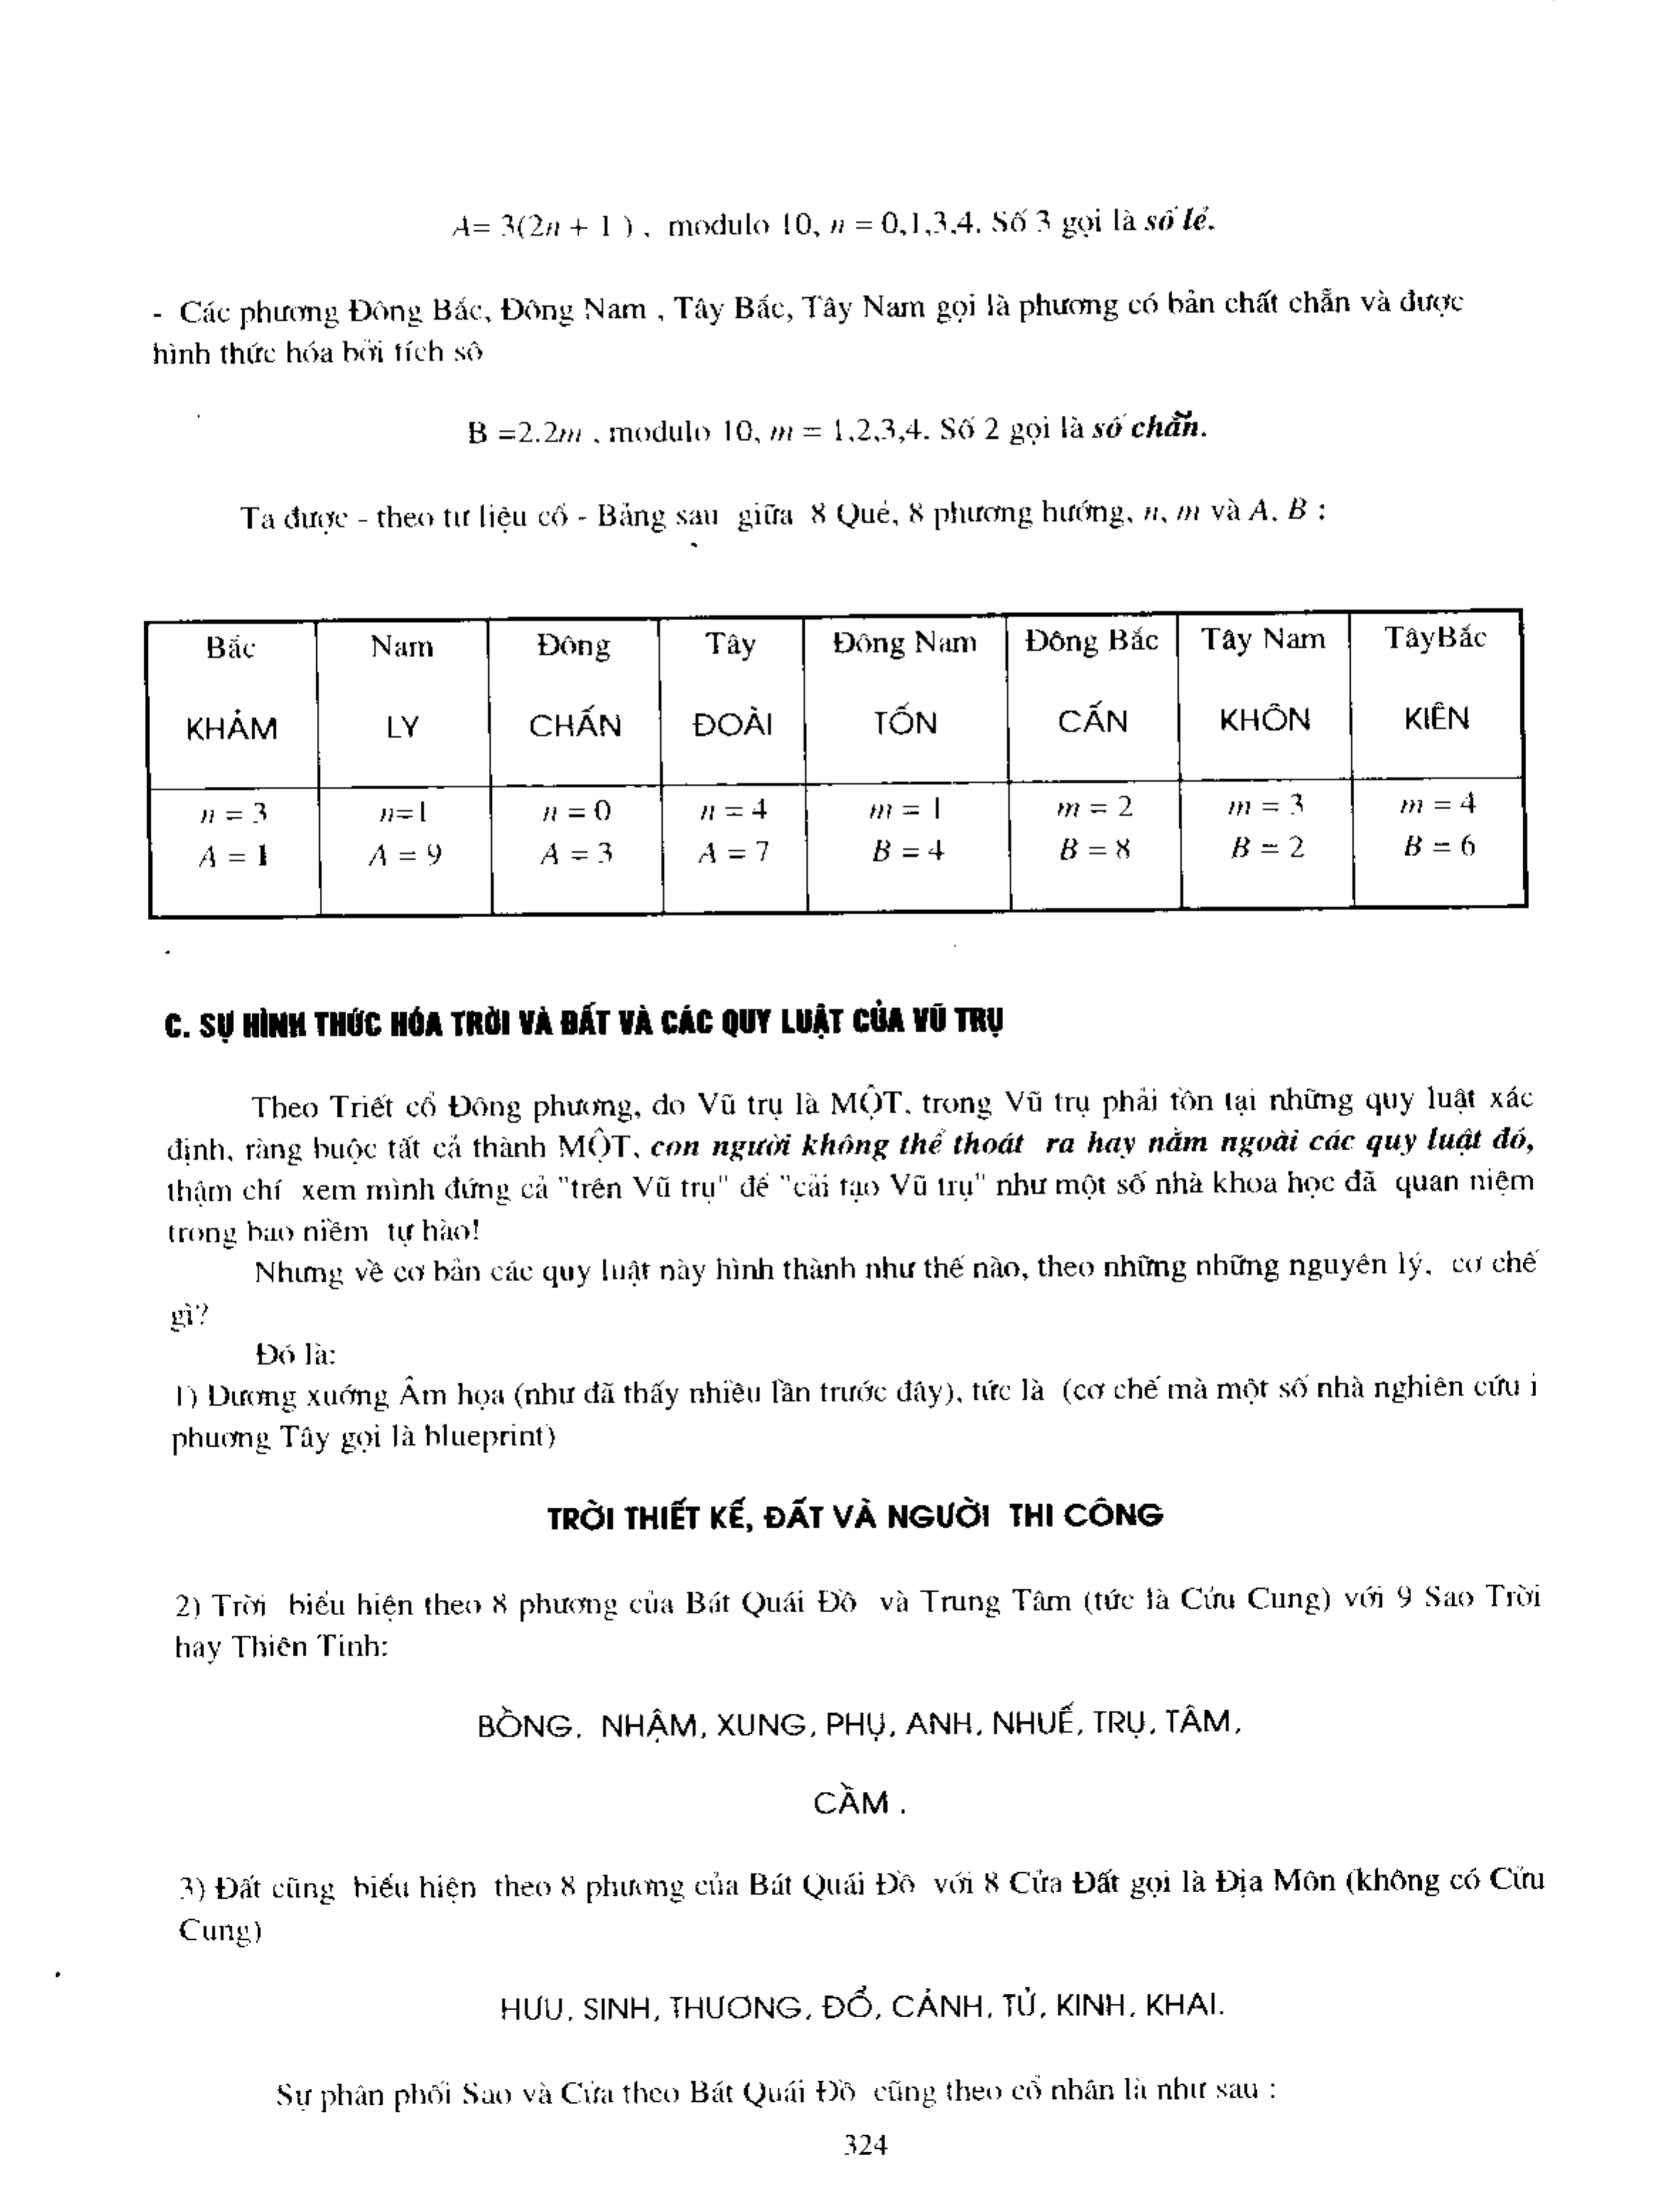 A= 3(2n + 1 ) , modulo 10, n = 0,1,3,4. Số 3 gọi là số lẻ.
- Các phương Đông Bắc, Đông Nam , Tây Bắc, Tây Nam gọi là phương có bản chất chẵn và được
hình thức hóa bởi tích số
B =2.2m , modulo 10, m = 1,2,3,4. Số 2 gọi là số chẵn.
Ta được - theo tư liệu cổ - Bảng sau giữa 8 Quẻ, 8 phương hướng, n, m và A, B :
Bắc Nam Đông Tây Đông Nam Đông Bắc Tây Nam TâyBắc
KHẢM LY CHẤN ĐOÀI TỐN CẤN KHÔN KIỀN
n = 3 n=1 n = 0 n = 4 m = 1 m = 2 m = 3 m = 4
A = 1 A = 9 A = 3 A = 7 B = 4 B = 8 B = 2 B = 6
C. SỰ HÌNH THỨC HÓA TRỜI VÀ ĐẤT VÀ CÁC QUY LUẬT CỦA VŨ TRỤ
Theo Triết cổ Đông phương, do Vũ trụ là MỘT, trong Vũ trụ phải tồn tại những quy luật xác
định, ràng buộc tất cả thành MỘT, con người không thể thoát ra hay nằm ngoài các quy luật đó,
thậm chí xem mình đứng cả "trên Vũ trụ" để "cải tạo Vũ trụ" như một số nhà khoa học đã quan niệm
trong bao niềm tự hào!
Nhưng về cơ bản các quy luật này hình thành như thế nào, theo những những nguyên lý, cơ chế
gì?
Đó là:
1) Dương xướng Âm họa (như đã thấy nhiều lần trước đây), tức là (cơ chế mà một số nhà nghiên cứu i
phuơng Tây gọi là blueprint)
TRỜI THIẾT KẾ, ĐẤT VÀ NGƯỜI THI CÔNG
2) Trời biểu hiện theo 8 phương của Bát Quái Đồ và Trung Tâm (tức là Cửu Cung) với 9 Sao Trời
hay Thiên Tinh:
BỒNG, NHẬM, XUNG, PHỤ, ANH, NHUẾ, TRỤ, TÂM,
CẦM .
3) Đất cũng biểu hiện theo 8 phương của Bát Quái Đồ với 8 Cửa Đất gọi là Địa Môn (không có Cửu
Cung)
HƯU, SINH, THƯƠNG, ĐỔ, CẢNH, TỬ, KINH, KHAI.
Sự phân phối Sao và Cửa theo Bát Quái Đồ cũng theo cổ nhân là như sau :
324